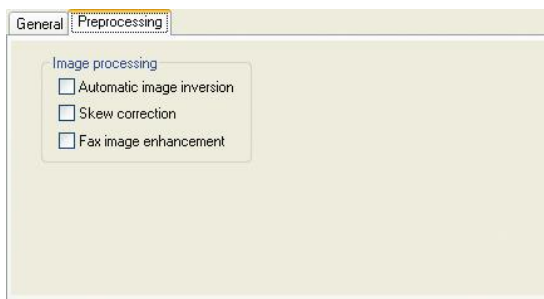 General Preprocessing
Image processing
Automatic image inversion
Skew correction
Fax image enhancement